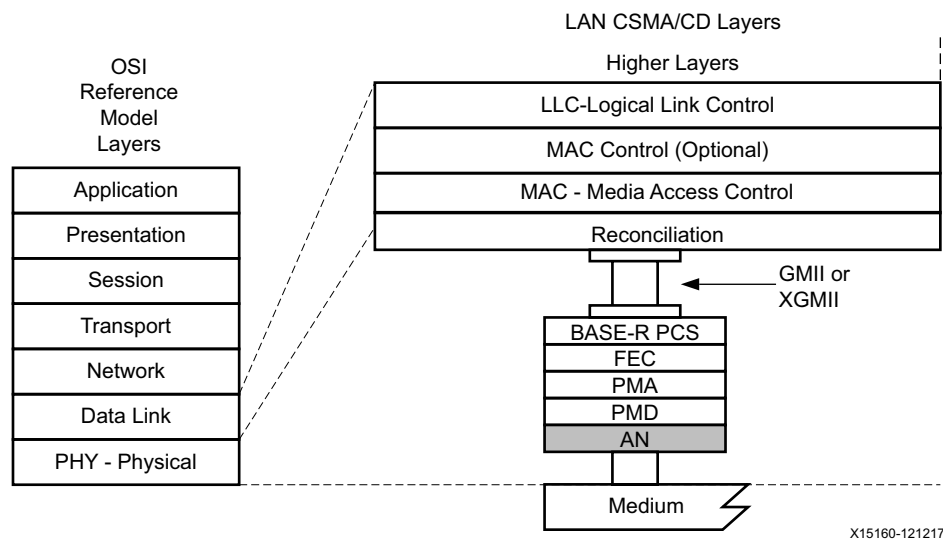 LAN CSMA/CD Layers
OSI
Reference
Model
Layers
Higher Layers
LLC-Logical Link Control
MAC Control (Optional)
MAC - Media Access Control
Reconciliation
Application
Presentation
Session
Transport
Network
Data Link
PHY - Physical
GMII or
XGMII
BASE-R PCS
FEC
PMA
PMD
AN
Medium
X15160-121217